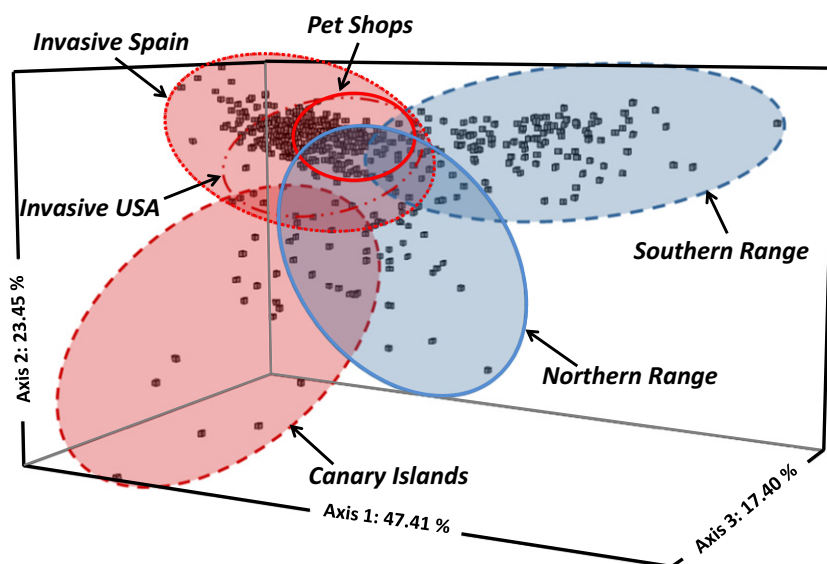 Pet Shops
Invasive Spain
Invasive USA
Southern Range
Northern Range
Canary Islands
Axis 2: 23.45 %
Axis 1: 47.41 %
Axis 3: 17.40 %